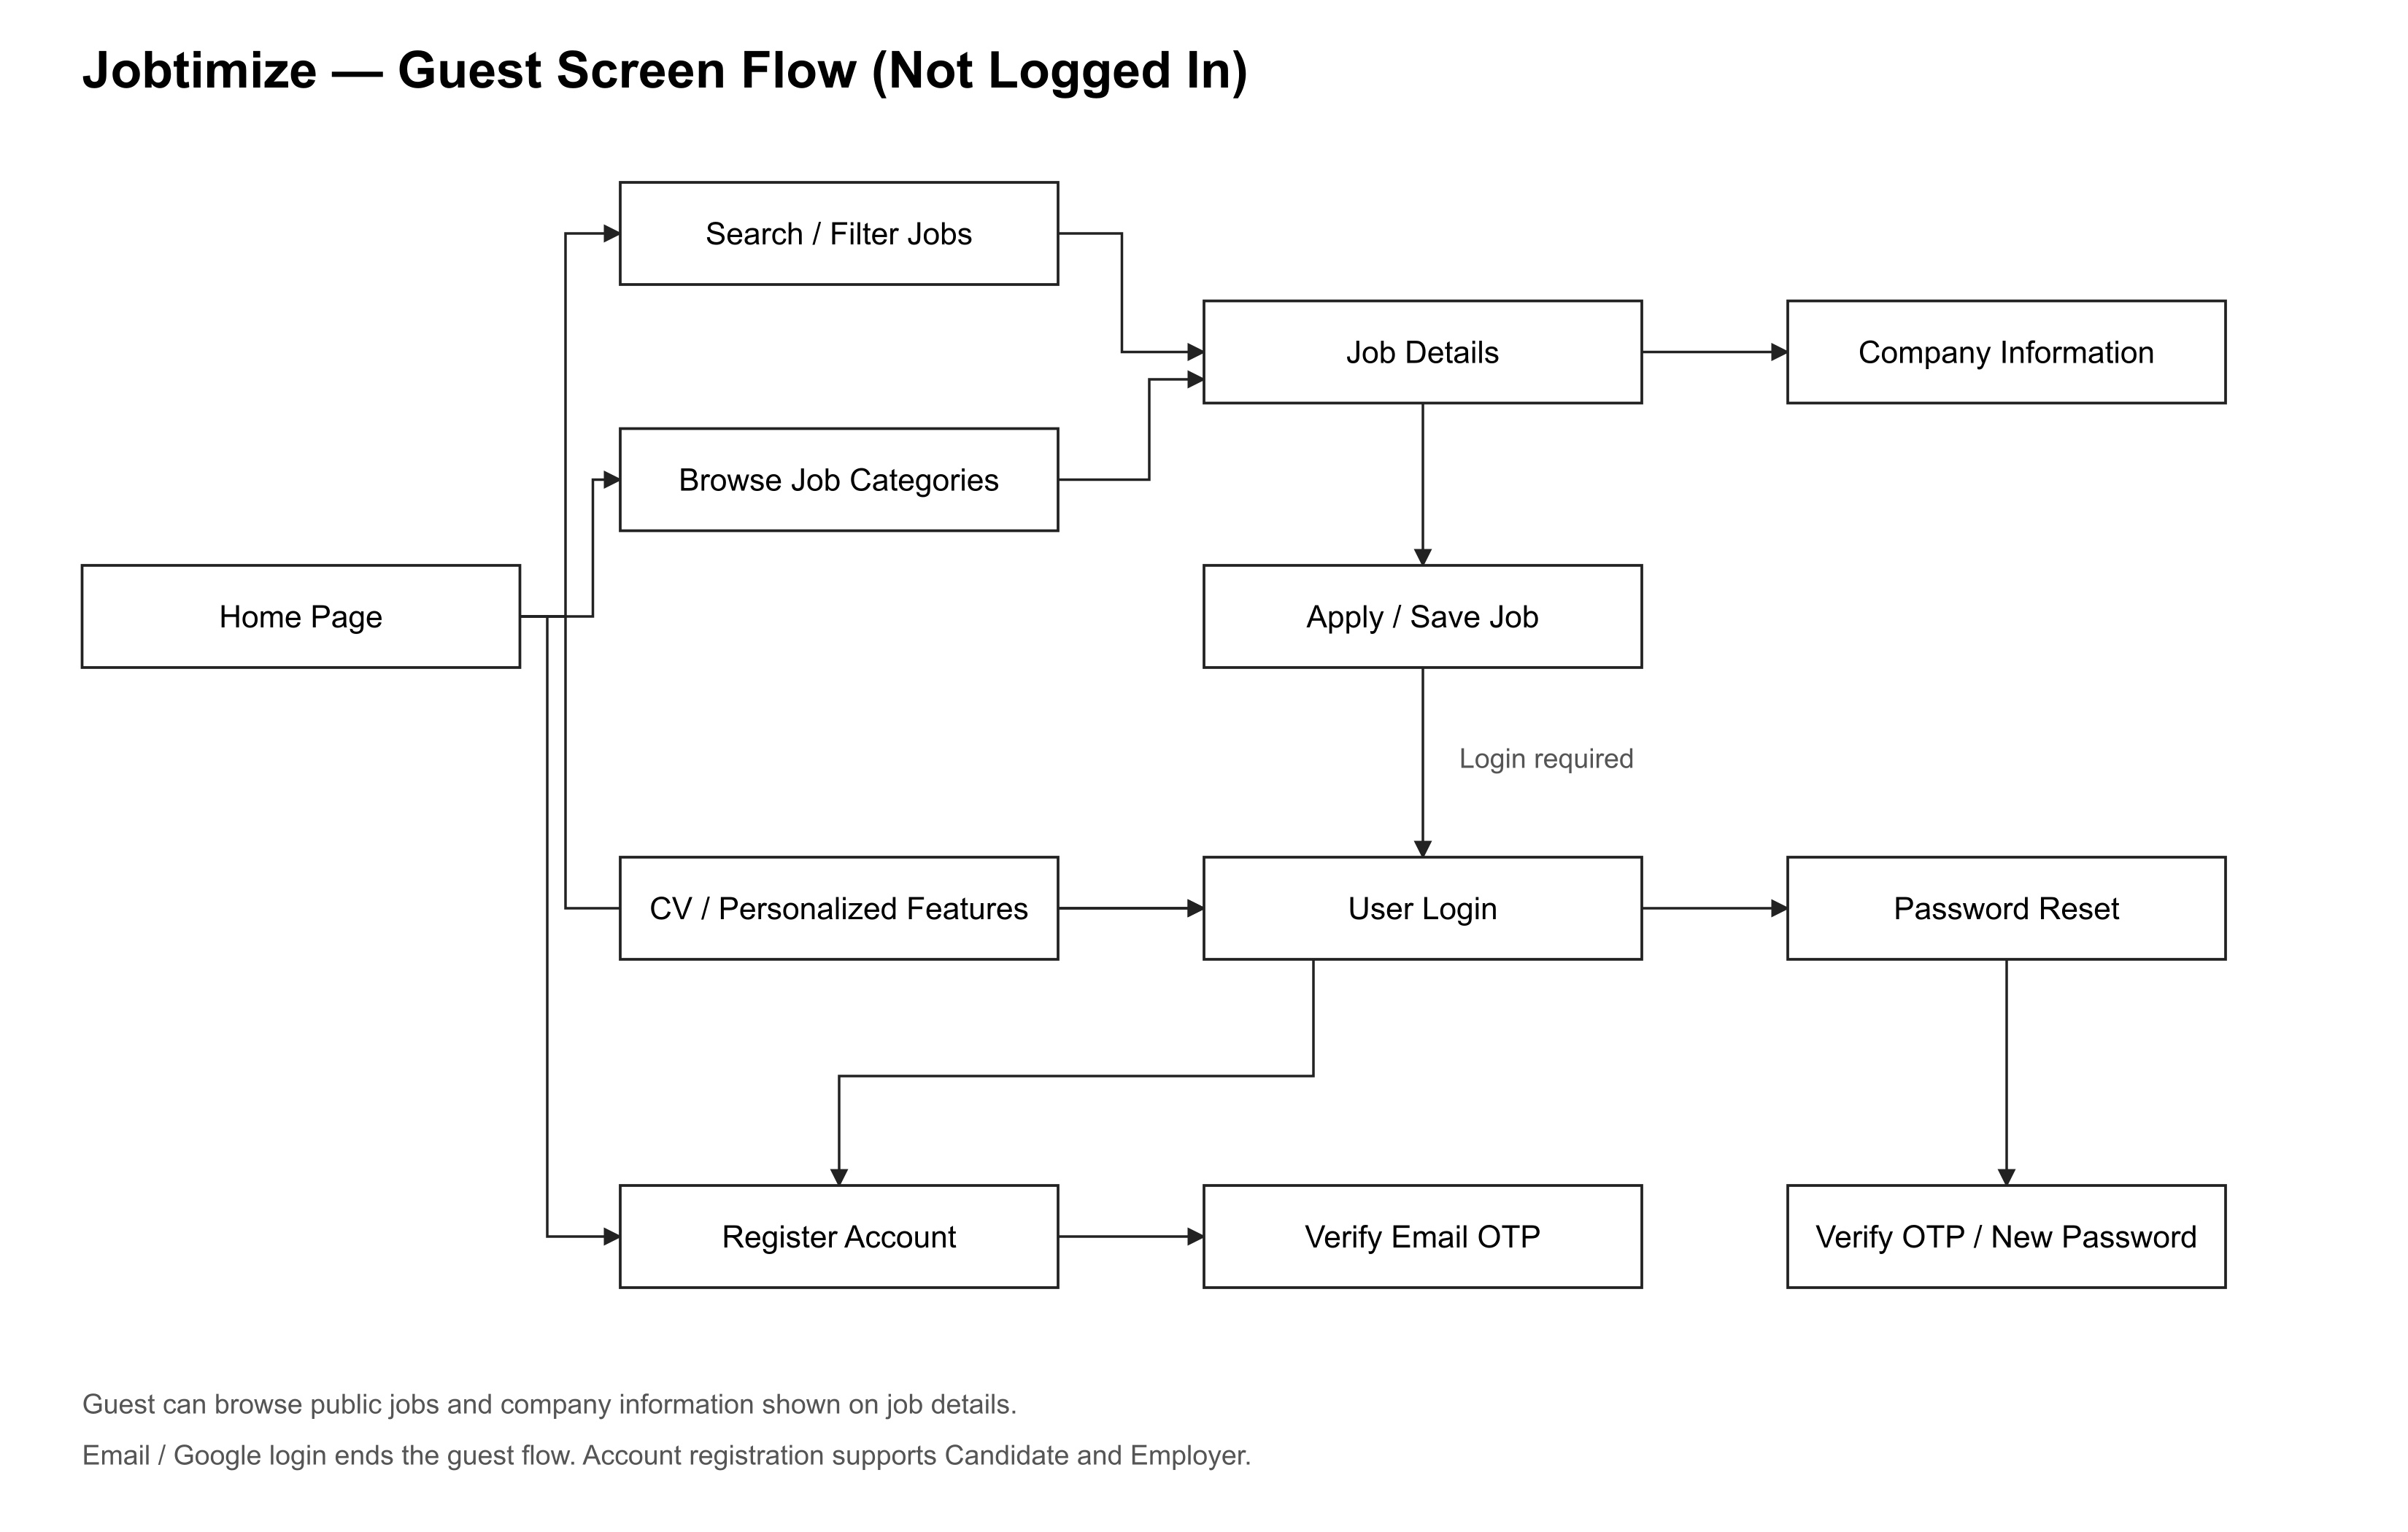 Jobtimize — Guest Screen Flow (Not Logged In)
Search / Filter Jobs
Job Details
Company Information
Browse Job Categories
Home Page
Apply / Save Job
Login required
CV / Personalized Features
User Login
Password Reset
Register Account
Verify Email OTP
Verify OTP / New Password
Guest can browse public jobs and company information shown on job details.
Email / Google login ends the guest flow. Account registration supports Candidate and Employer.